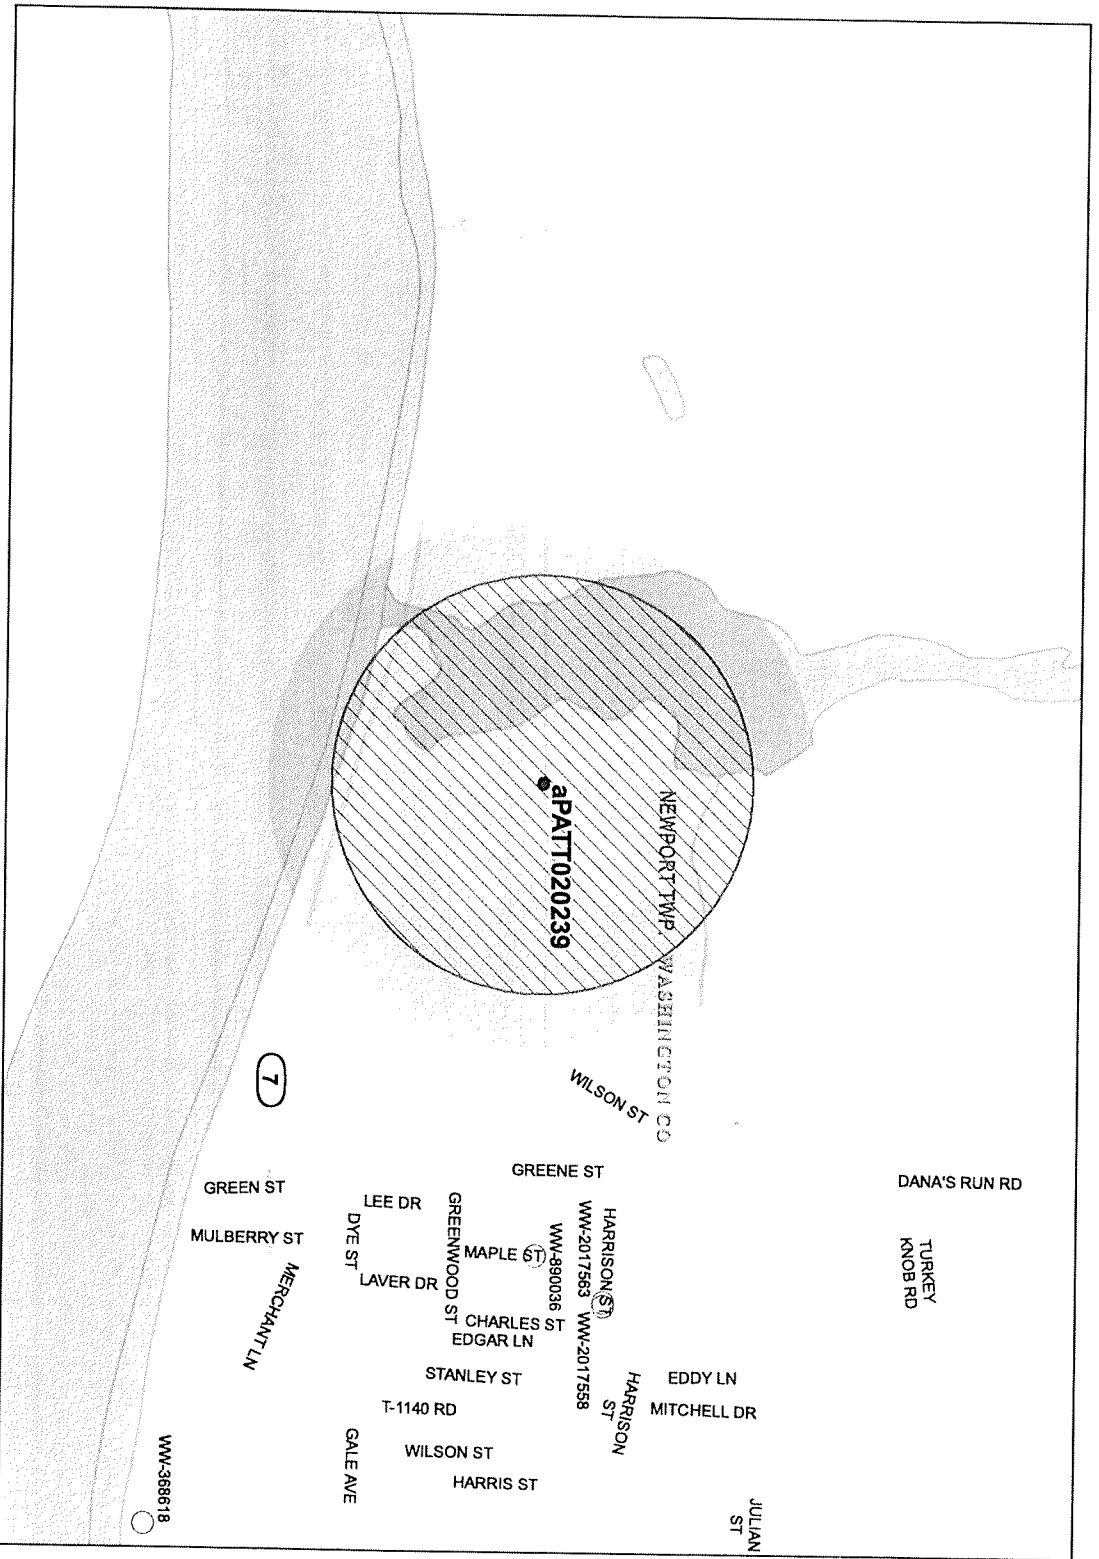 aPATT020239
NEWPORT TWP.
WASHINGTON CO
7
WILSON ST
GREENE ST
DANA'S RUN RD
TURKEY
KNOB RD
GREEN ST
MULBERRY ST
MERCHANT LN
LEE DR
DYE ST
LAVER DR
GREENWOOD ST
MAPLE ST
WW-890036
HARRISON ST
WW-2017563
WW-2017558
CHARLES ST
EDGAR LN
STANLEY ST
T-1140 RD
HARRISON
ST
EDDY LN
MITCHELL DR
WILSON ST
GALE AVE
HARRIS ST
JULIAN
ST
WW-368618